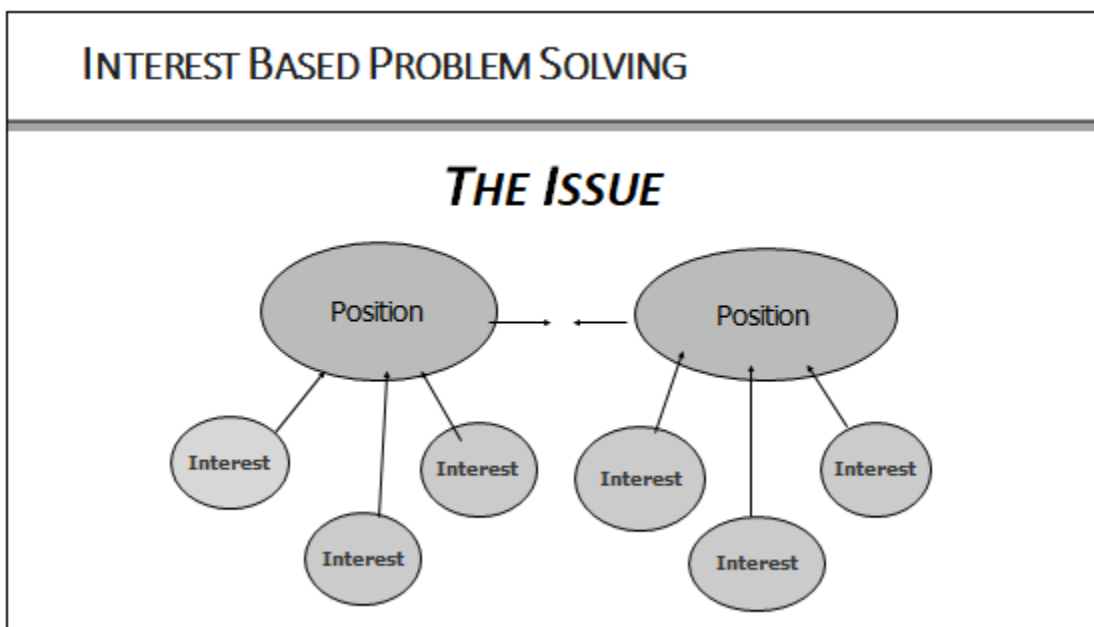 INTEREST BASED PROBLEM SOLVING
THE ISSUE
Position
Position
Interest
Interest
Interest
Interest
Interest
Interest